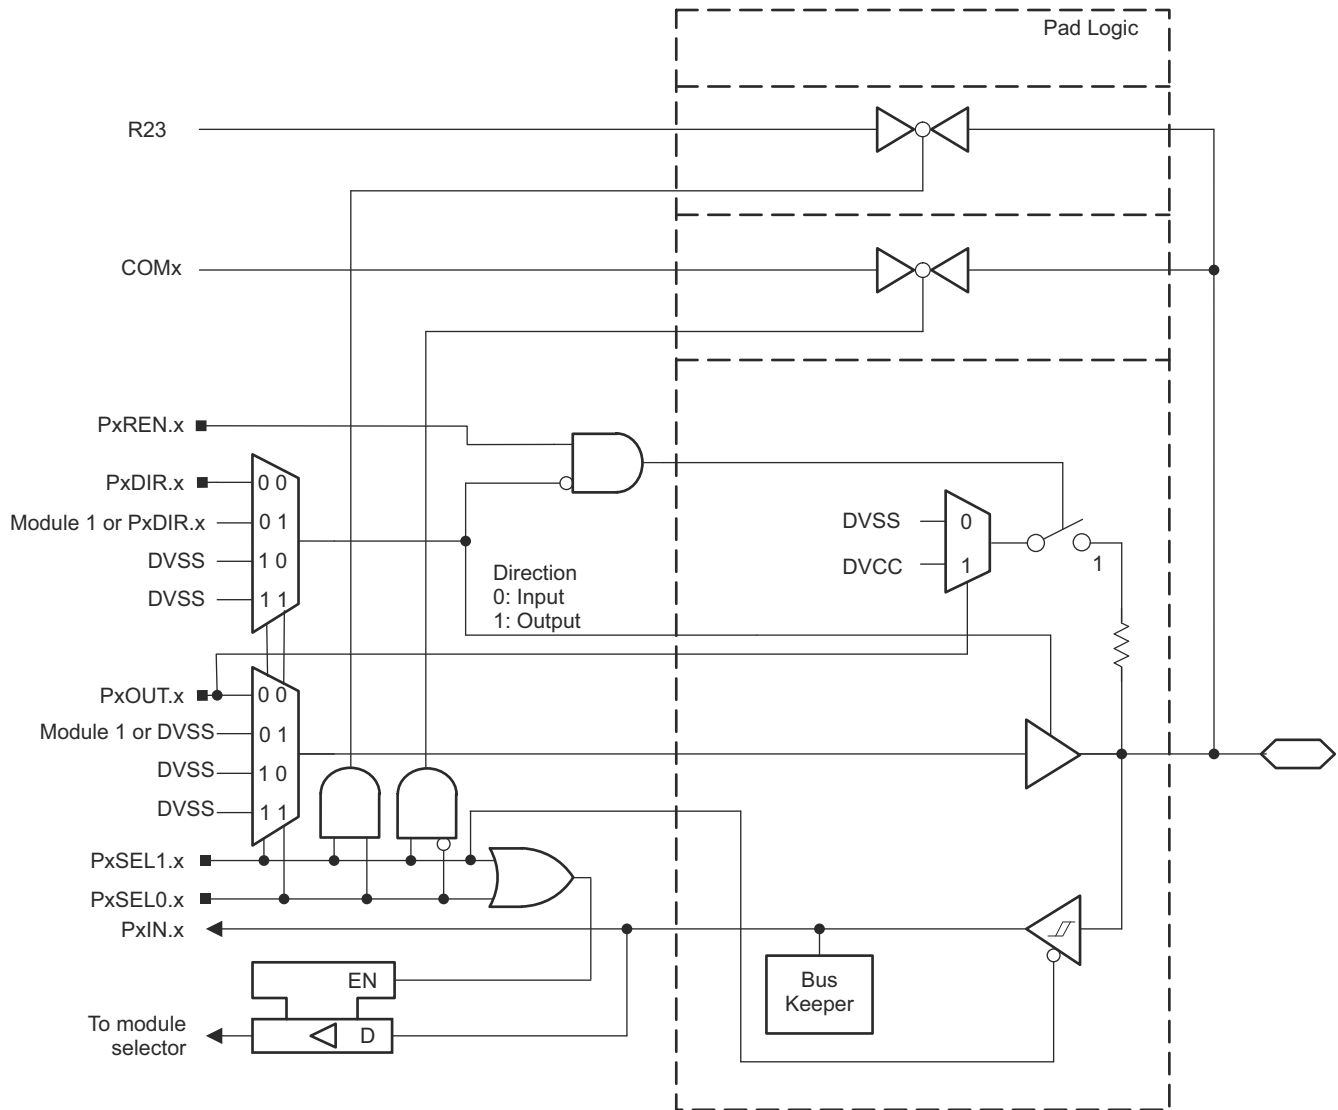 Pad Logic
R23
COMx
PxREN.x
PxDIR.x
0 0
Module 1 or PxDIR.x
0 1
DVSS
1 0
DVSS
1 1
Direction
0: Input
1: Output
DVSS
0
DVCC
1
1
PxOUT.x
0 0
Module 1 or DVSS
0 1
DVSS
1 0
DVSS
1 1
PxSEL1.x
PxSEL0.x
PxIN.x
EN
Bus
Keeper
To module
selector
D